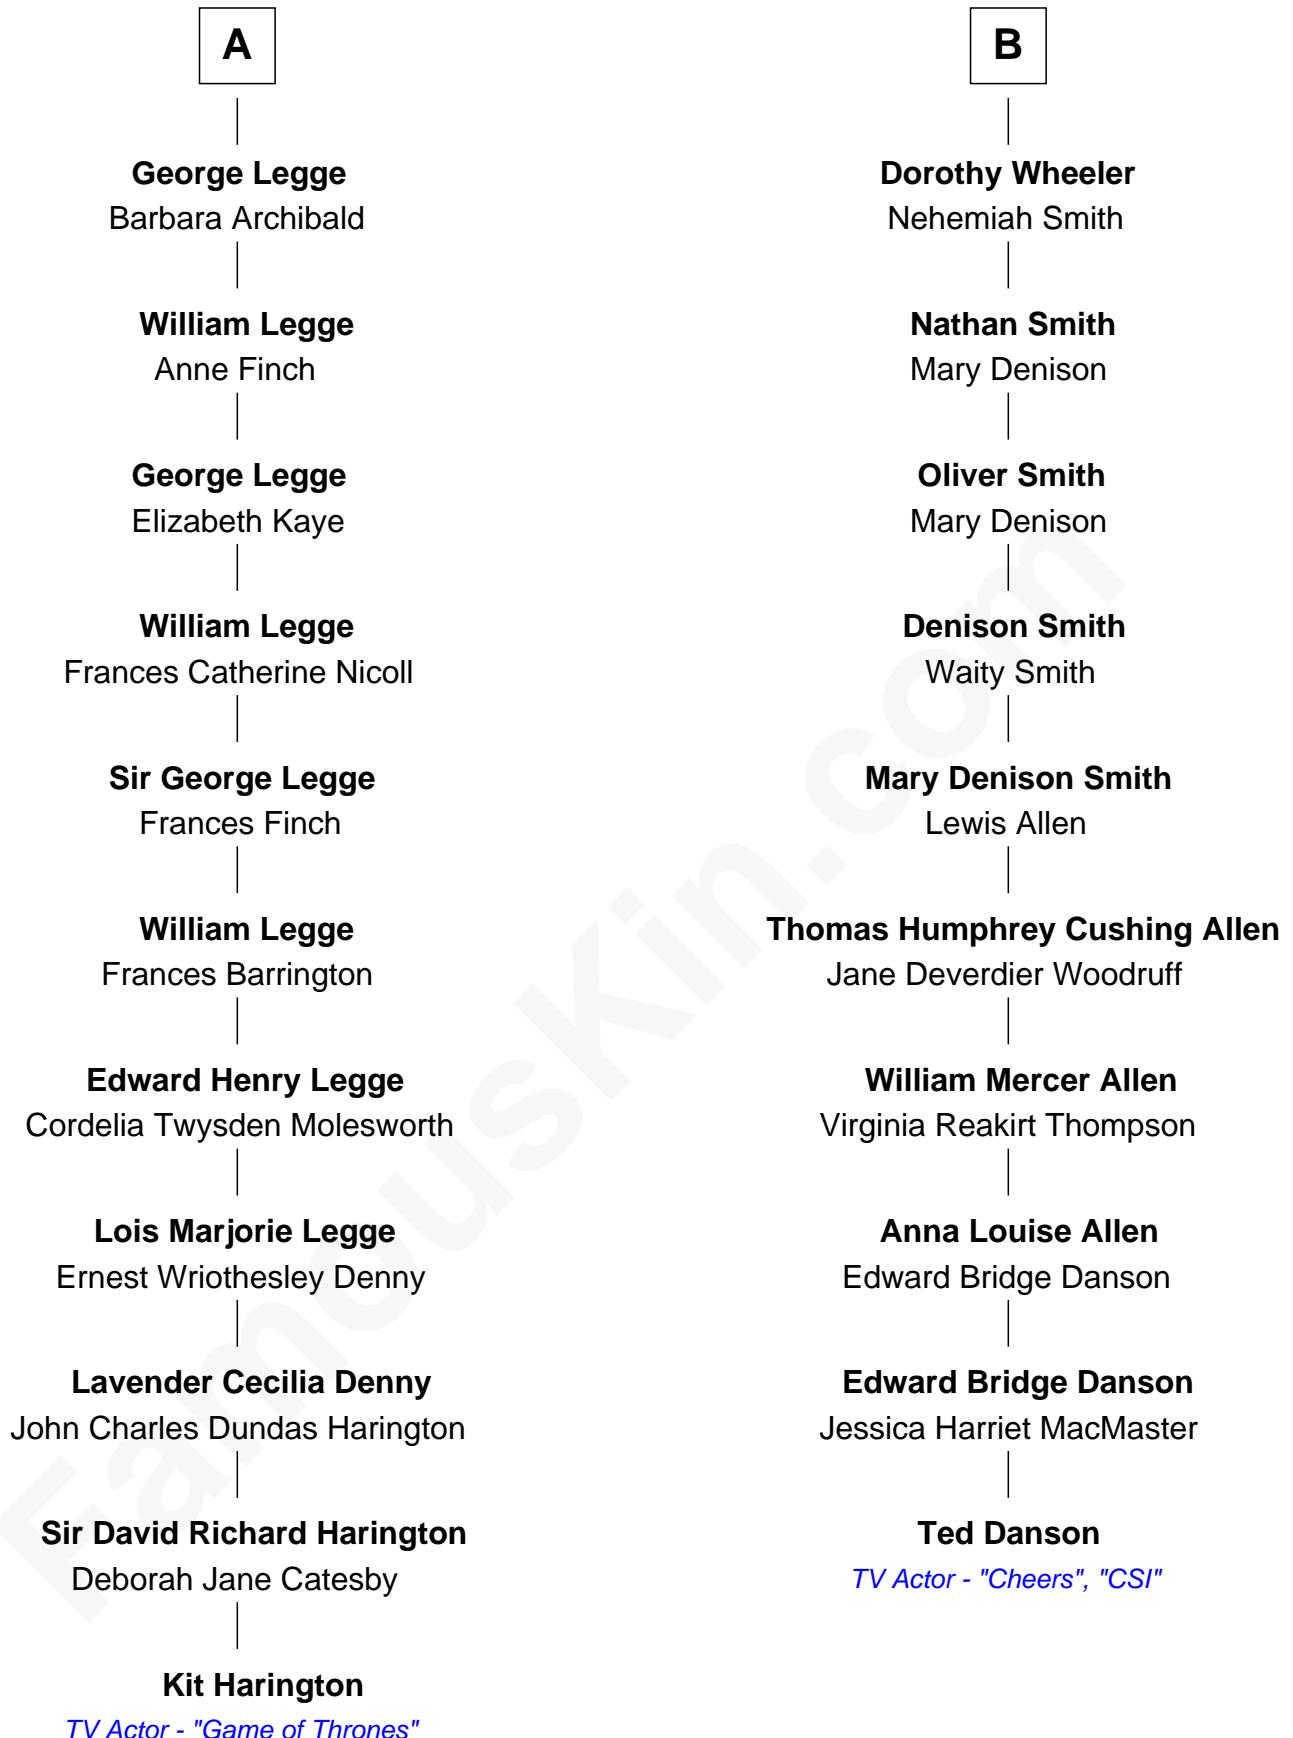 A
George Legge
Barbara Archibald
William Legge
Anne Finch
George Legge
Elizabeth Kaye
William Legge
Frances Catherine Nicoll
Sir George Legge
Frances Finch
William Legge
Frances Barrington
Edward Henry Legge
Cordelia Twysden Molesworth
Lois Marjorie Legge
Ernest Wriothesley Denny
Lavender Cecilia Denny
John Charles Dundas Harington
Sir David Richard Harington
Deborah Jane Catesby
Kit Harington
TV Actor - "Game of Thrones"
B
Dorothy Wheeler
Nehemiah Smith
Nathan Smith
Mary Denison
Oliver Smith
Mary Denison
Denison Smith
Waity Smith
Mary Denison Smith
Lewis Allen
Thomas Humphrey Cushing Allen
Jane Deverdier Woodruff
William Mercer Allen
Virginia Reakirt Thompson
Anna Louise Allen
Edward Bridge Danson
Edward Bridge Danson
Jessica Harriet MacMaster
Ted Danson
TV Actor - "Cheers", "CSI"
FamousKin.com